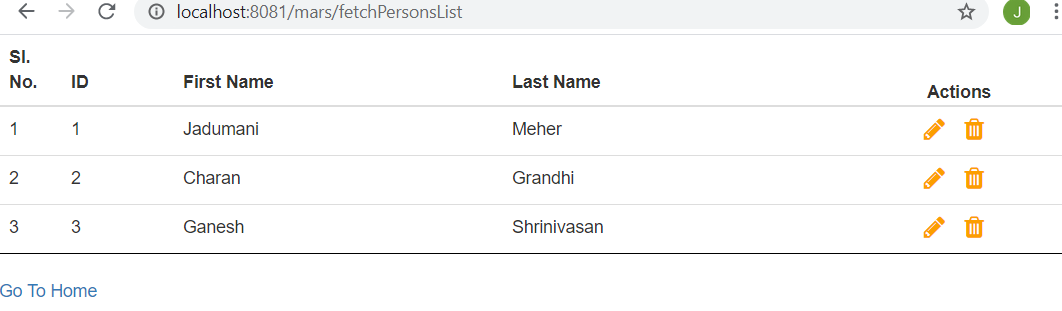 localhost:8081/mars/fetchPersonsList
J
Sl.
No. ID First Name Last Name Actions
1 1 Jadumani Meher
2 2 Charan Grandhi
3 3 Ganesh Shrinivasan
Go To Home